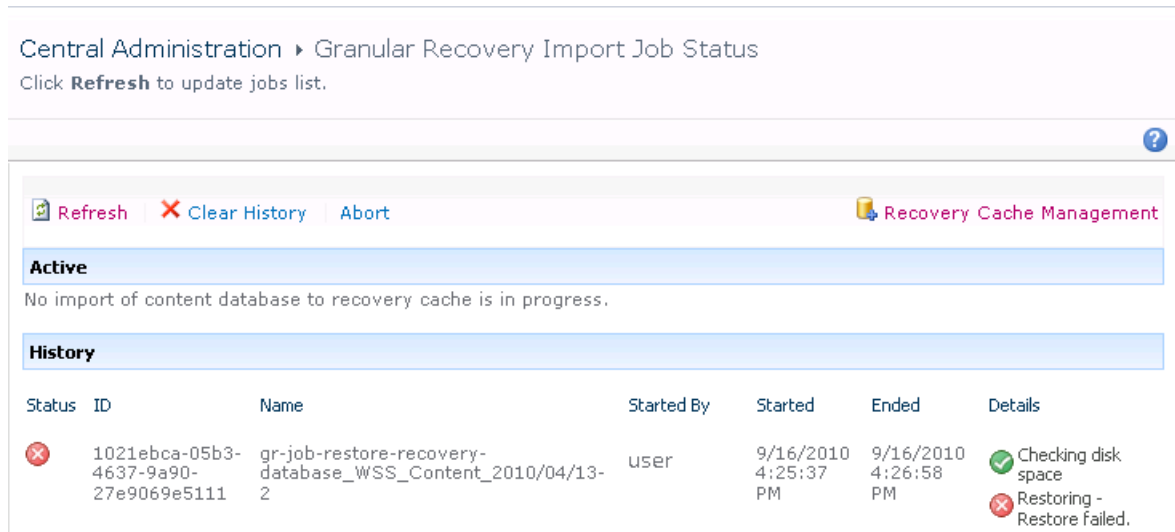 Central Administration ▸ Granular Recovery Import Job Status
Click Refresh to update jobs list.
?
Refresh Clear History Abort Recovery Cache Management
Active
No import of content database to recovery cache is in progress.
History
Status ID Name Started By Started Ended Details
1021ebca-05b3-
4637-9a90-
27e9069e5111
gr-job-restore-recovery-
database_WSS_Content_2010/04/13-
2
user
9/16/2010
4:25:37
PM
9/16/2010
4:26:58
PM
Checking disk
space
Restoring -
Restore failed.